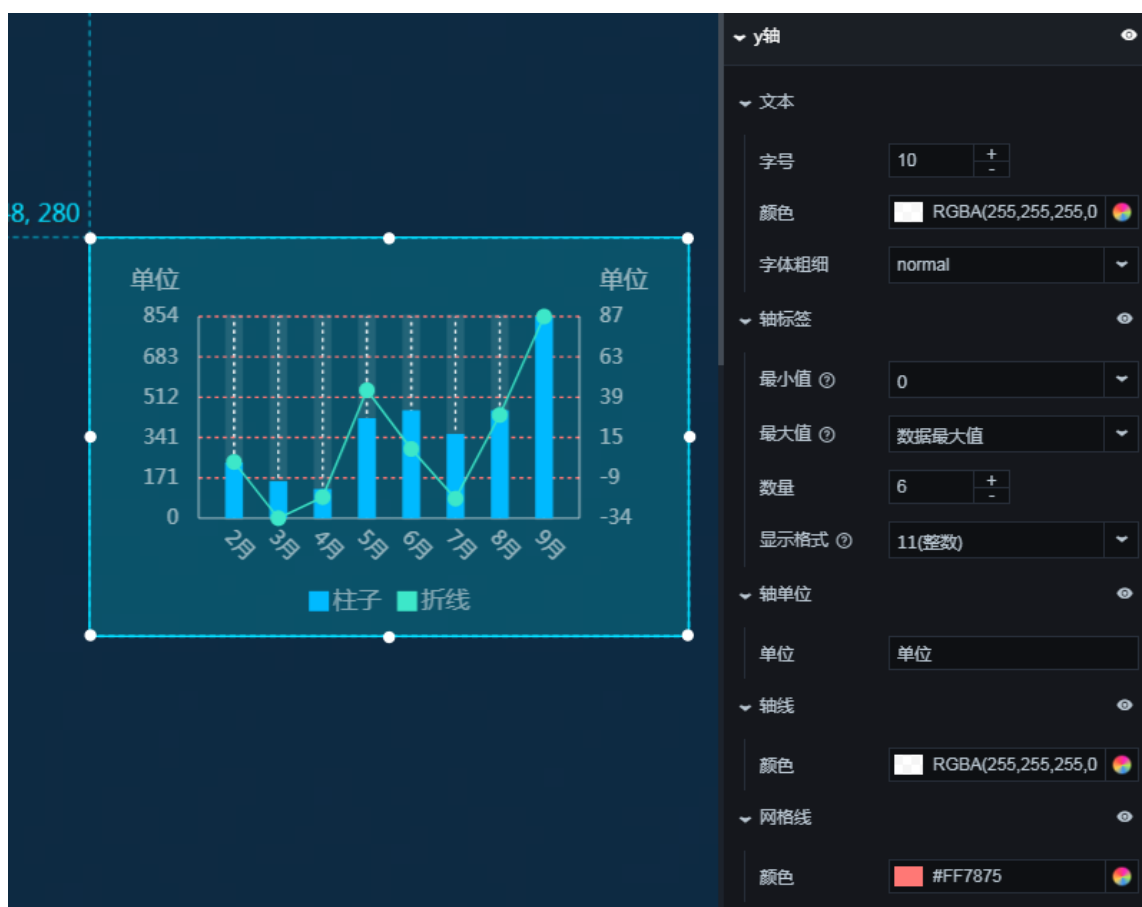 8, 280
单位 单位
854 87
683 63
512 39
341 15
171 -9
0 -34
2月 3月 4月 5月 6月 7月 8月 9月
柱子 折线
y轴
文本
字号 10 + -
颜色 RGBA(255,255,255,0
字体粗细 normal
轴标签
最小值 ? 0
最大值 ? 数据最大值
数量 6 + -
显示格式 ? 11(整数)
轴单位
单位 单位
轴线
颜色 RGBA(255,255,255,0
网格线
颜色 #FF7875